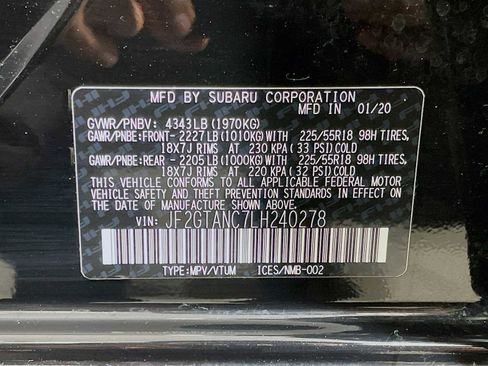 MFD BY SUBARU CORPORATION
MFD IN 01/20
GVWR/PNBV: 4343LB (1970KG)
GAWR/PNBE:FRONT- 2227LB (1010KG) WITH 225/55R18 98H TIRES,
18X7J RIMS AT 230 KPA (33 PSI) COLD
GAWR/PNBE:REAR - 2205LB (1000KG) WITH 225/55R18 98H TIRES,
18X7J RIMS AT 220 KPA (32 PSI) COLD
THIS VEHICLE CONFORMS TO ALL APPLICABLE FEDERAL MOTOR
VEHICLE SAFETY STANDARDS IN EFFECT ON THE
DATE OF MANUFACTURE SHOWN ABOVE.
VIN: JF2GTANC7LH240278
TYPE:MPV/VTUM ICES/NMB-002